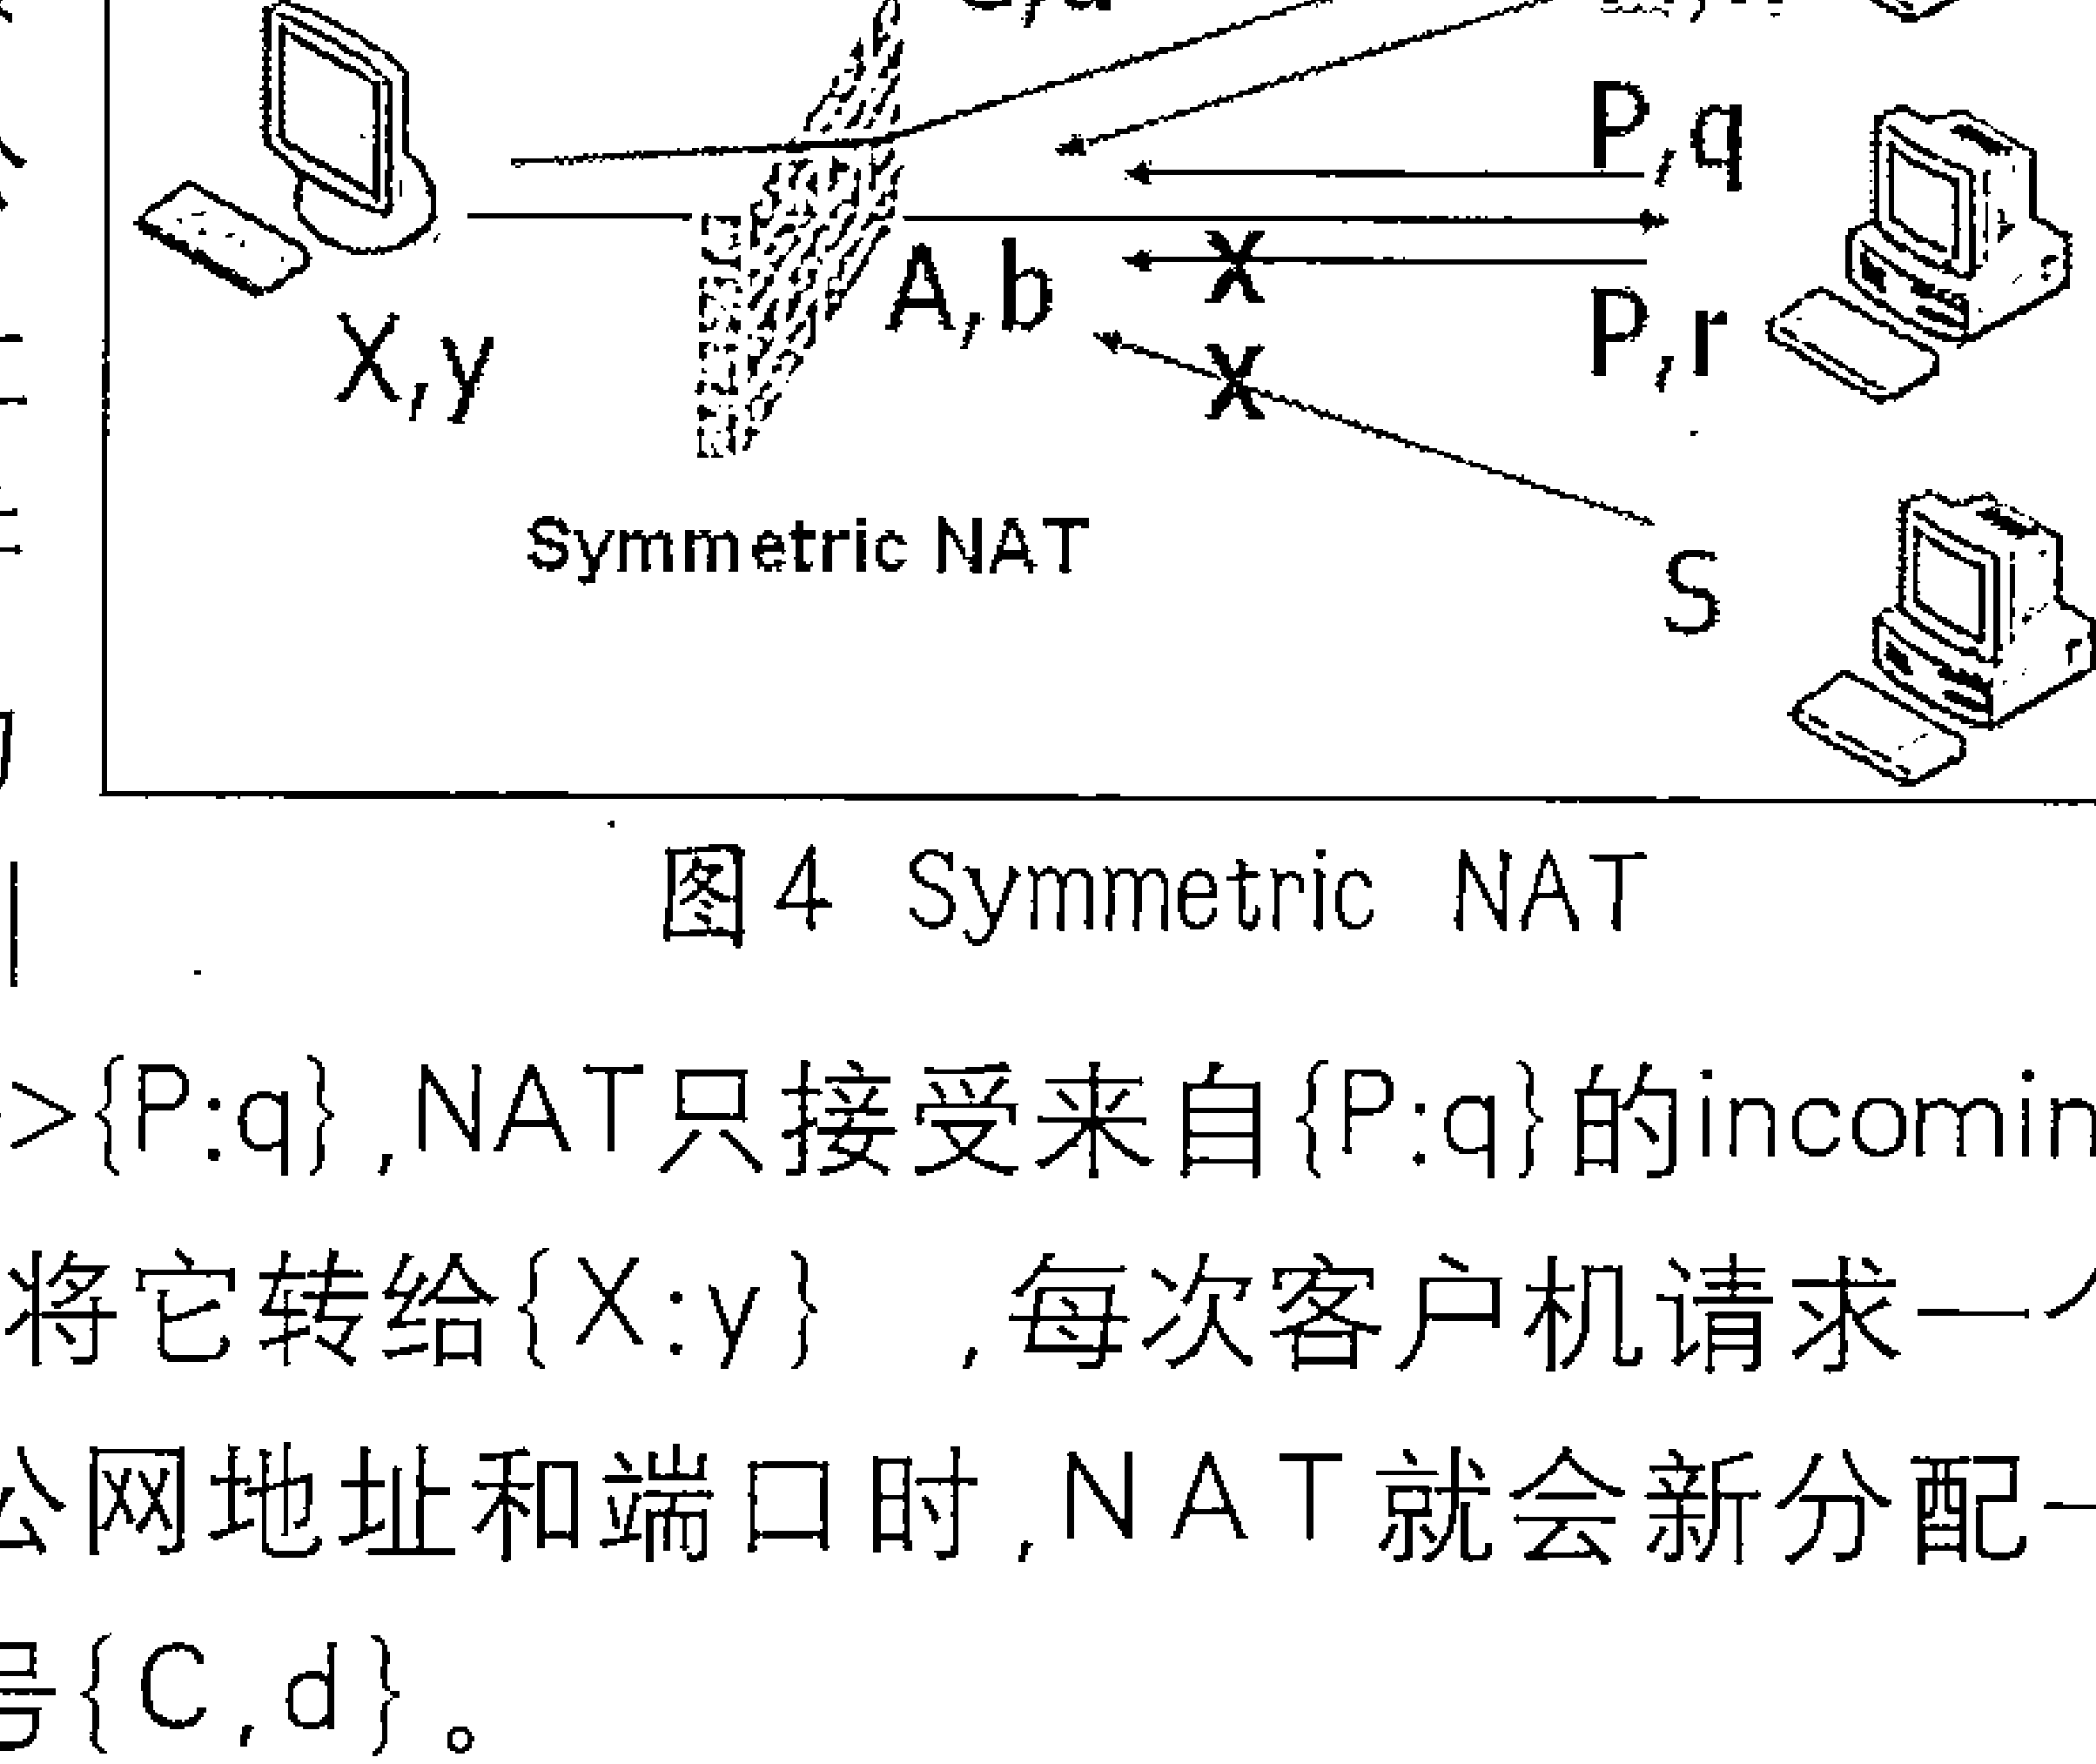 P,q
A,b
X,y
P,r
Symmetric NAT
S
图4 Symmetric NAT
>{P:q},NAT只接受来自{P:q}的incomin
将它转给{X:y} ,每次客户机请求一个
公网地址和端口时,NAT就会新分配一
号{C,d}。